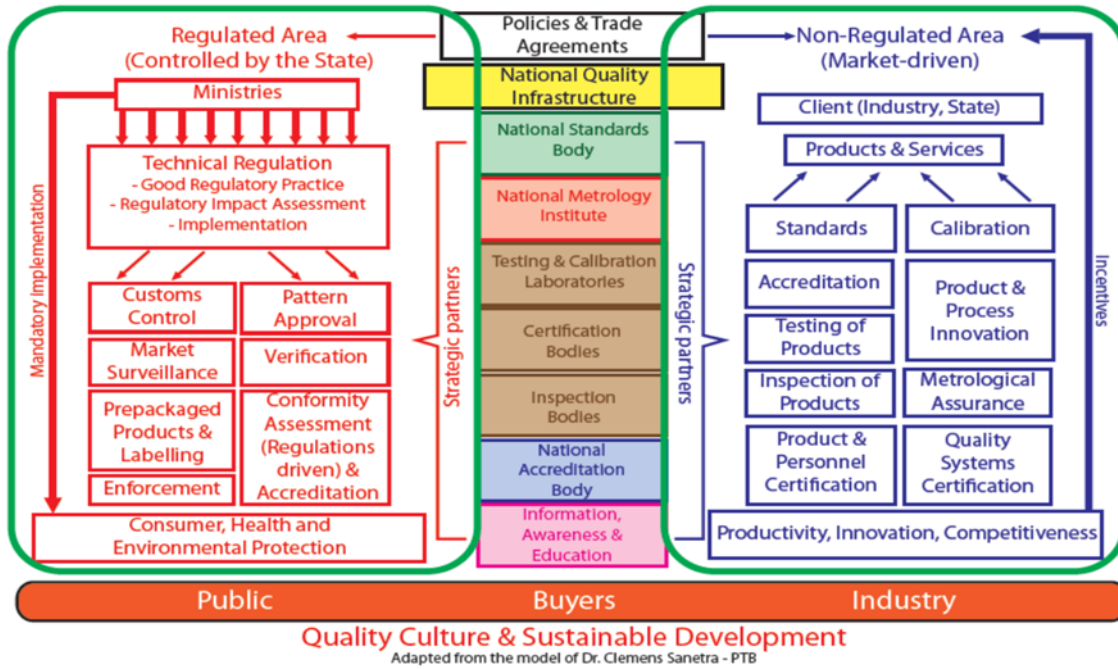 Policies & Trade
Agreements
Regulated Area
(Controlled by the State)
Ministries
Technical Regulation
- Good Regulatory Practice
- Regulatory Impact Assessment
- Implementation
Customs
Control
Pattern
Approval
Market
Surveillance
Verification
Prepackaged
Products &
Labelling
Conformity
Assessment
(Regulations
driven) &
Accreditation
Enforcement
Consumer, Health and
Environmental Protection
Mandatory Implementation
Strategic partners
National Quality
Infrastructure
National Standards
Body
National Metrology
Institute
Testing & Calibration
Laboratories
Certification
Bodies
Inspection
Bodies
National
Accreditation
Body
Information,
Awareness &
Education
Strategic partners
Non-Regulated Area
(Market-driven)
Client (Industry, State)
Products & Services
Standards
Calibration
Accreditation
Product &
Process
Innovation
Testing of
Products
Inspection of
Products
Metrological
Assurance
Product &
Personnel
Certification
Quality
Systems
Certification
Productivity, Innovation, Competitiveness
Incentives
Public
Buyers
Industry
Quality Culture & Sustainable Development
Adapted from the model of Dr. Clemens Sanetra - PTB